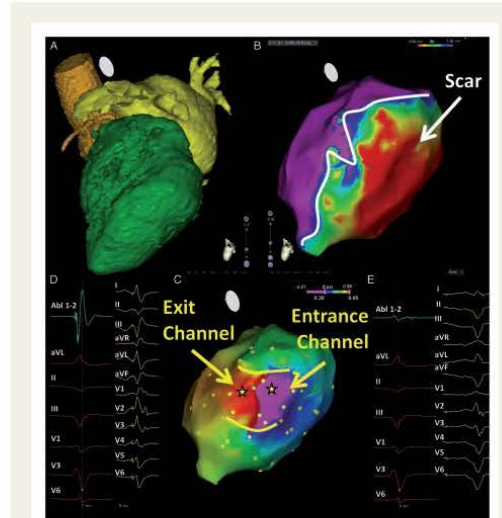 A
B
Scar
D
C
E
Exit
Channel
Entrance
Channel
Abl 1-2
aVL
II
III
V1
V3
V6
I
II
III
aVR
aVL
aVF
V1
V2
V3
V4
V5
V6
Abl 1-2
aVL
II
III
V1
V3
V6
I
II
III
aVR
aVL
aVF
V1
V2
V3
V4
V5
V6